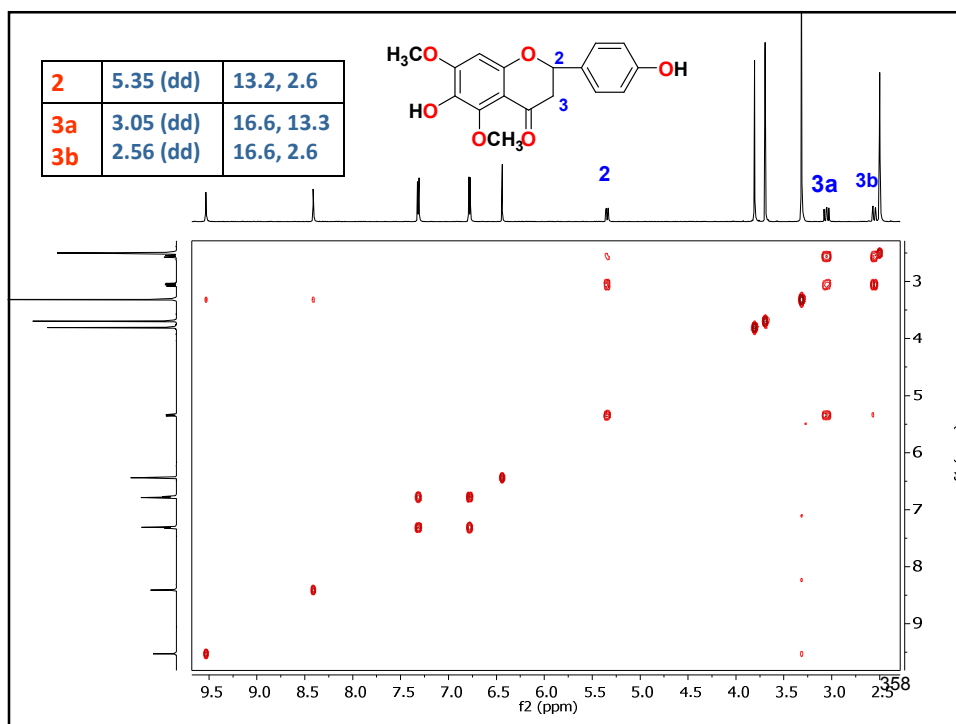 2 5.35 (dd) 13.2, 2.6
3a 3.05 (dd) 16.6, 13.3
3b 2.56 (dd) 16.6, 2.6
H₃CO O 2 OH
HO 3
OCH₃ O
2 3a 3b
3
4
5
6
7
8
9
9.5 9.0 8.5 8.0 7.5 7.0 6.5 6.0 5.5 5.0 4.5 4.0 3.5 3.0 2.5
f2 (ppm)
358